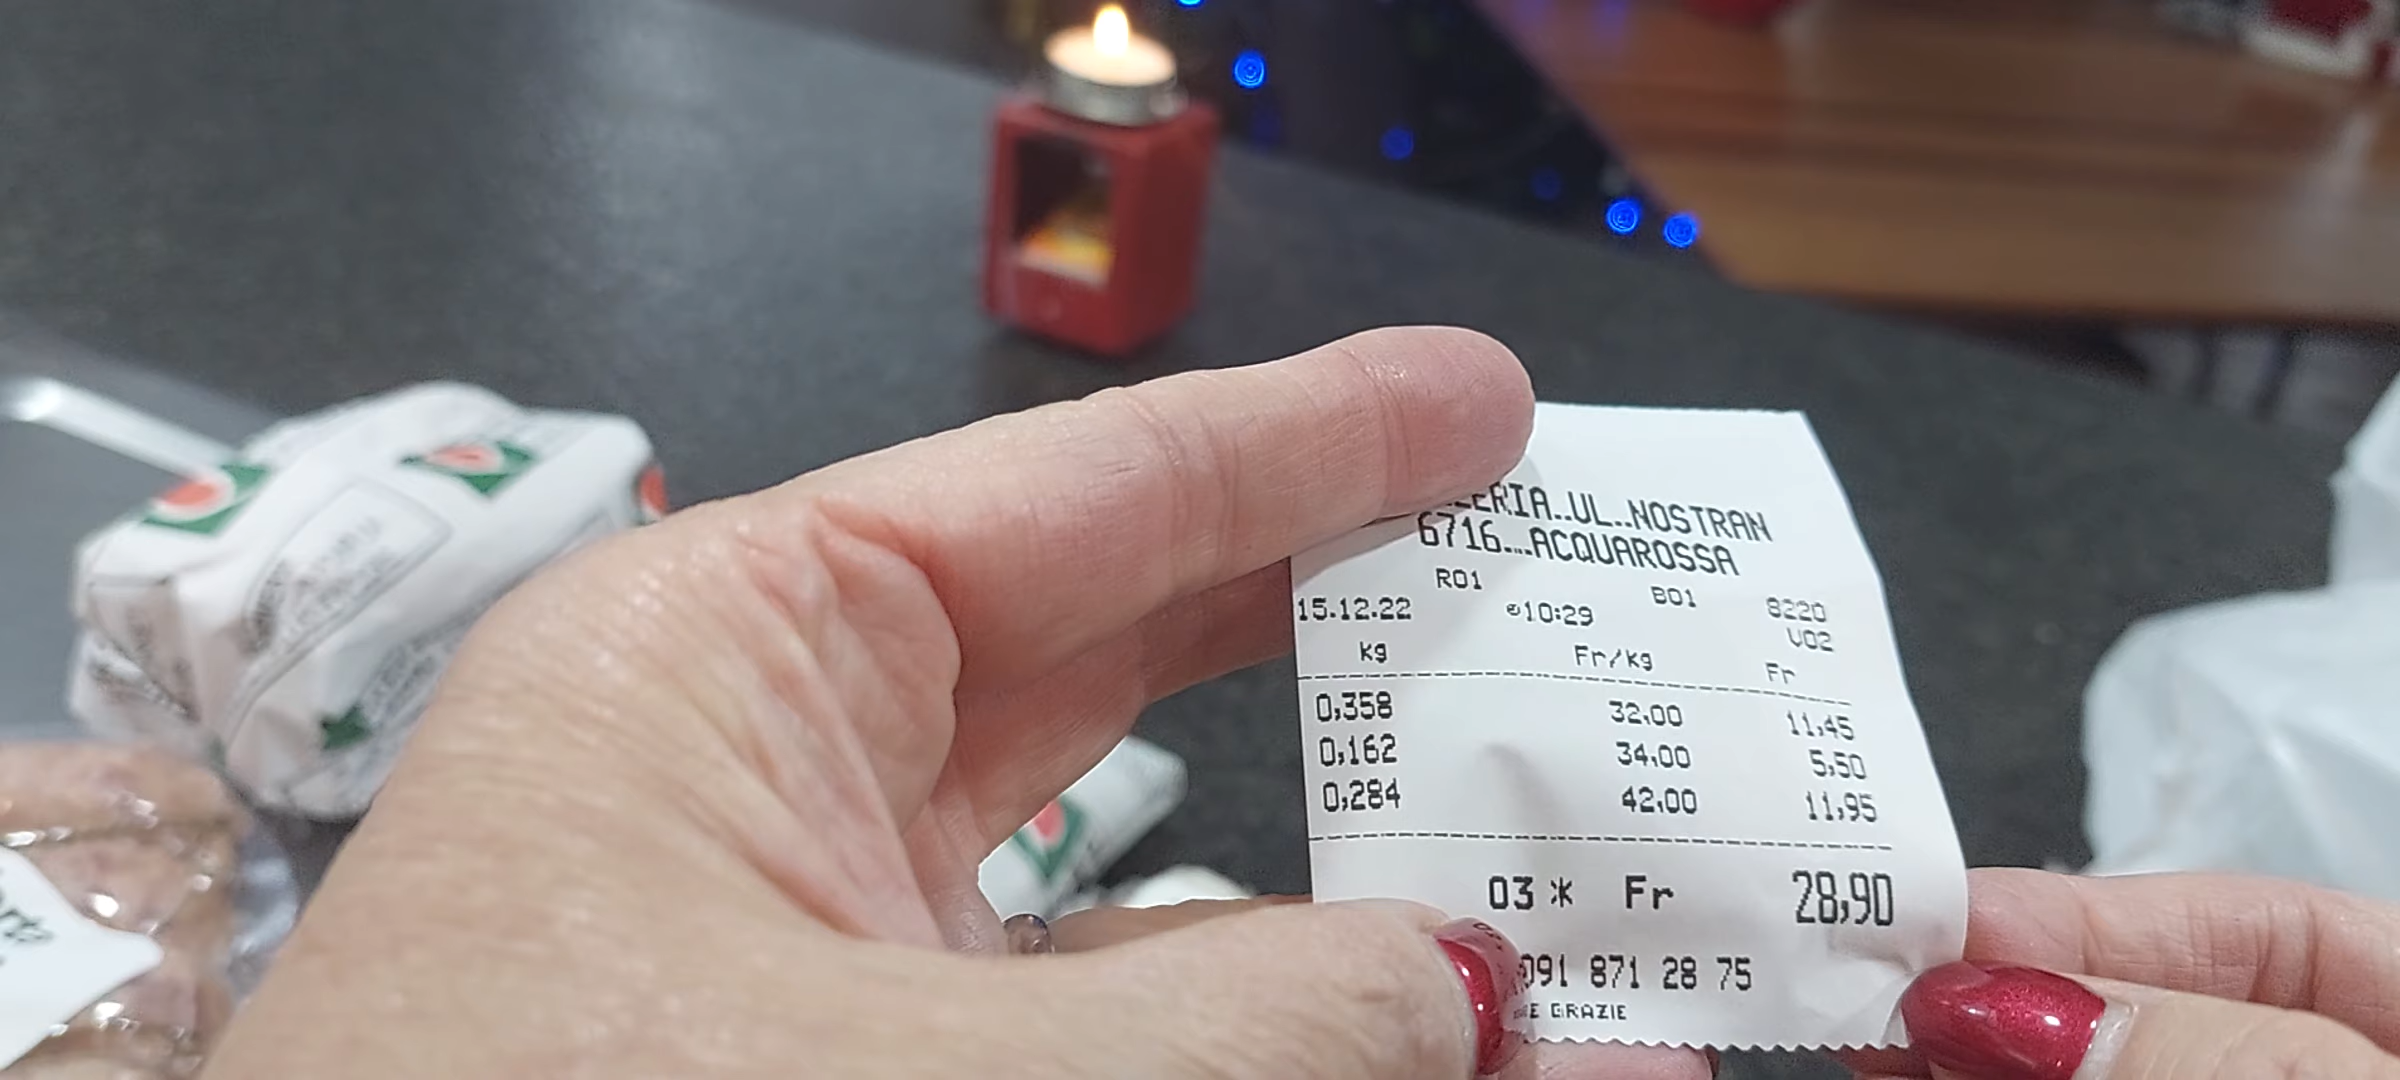 UL..NOSTRAN
6716...ACQUAROSSA
R01 B01 8220
15.12.22 10:29 V02
kg Fr/kg Fr
0,358 32,00 11,45
0,162 34,00 5,50
0,284 42,00 11,95
03* Fr 28,90
091 871 28 75
GRAZIE